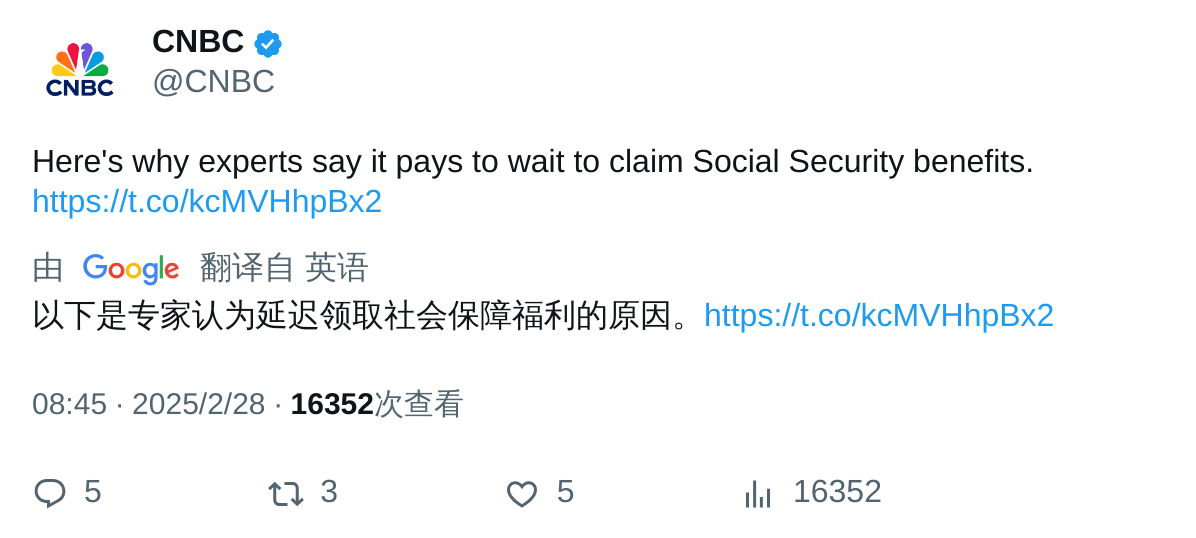 CNBC
CNBC
@CNBC
Here's why experts say it pays to wait to claim Social Security benefits.
https://t.co/kcMVHhpBx2
由 Google 翻译自 英语
以下是专家认为延迟领取社会保障福利的原因。https://t.co/kcMVHhpBx2
08:45 · 2025/2/28 · 16352次查看
5 3 5 16352